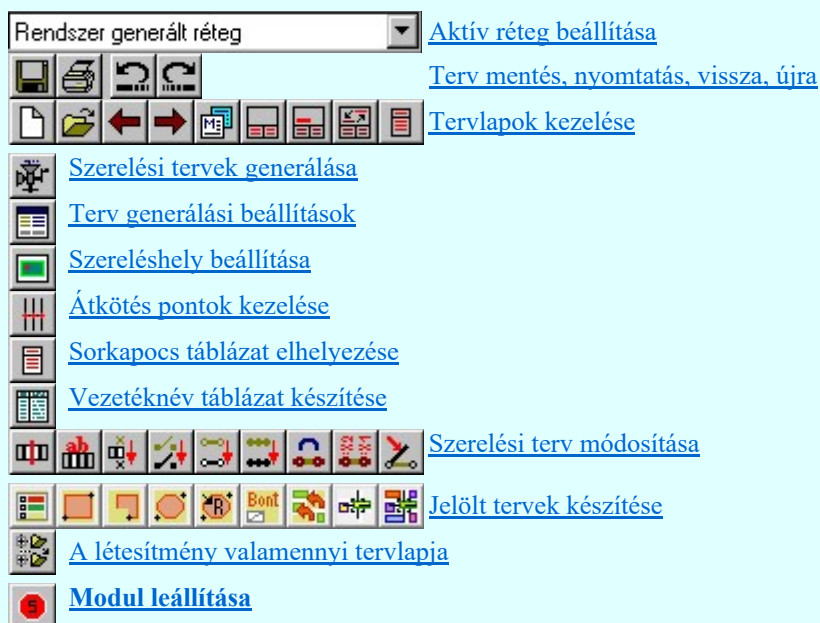 Rendszer generált réteg Aktív réteg beállítása
Terv mentés, nyomtatás, vissza, újra
Tervlapok kezelése
Szerelési tervek generálása
Terv generálási beállítások
Szereléshely beállítása
Átkötés pontok kezelése
Sorkapocs táblázat elhelyezése
Vezetéknév táblázat készítése
ab Szerelési terv módosítása
R Bont Jelölt tervek készítése
A létesítmény valamennyi tervlapja
S Modul leállítása